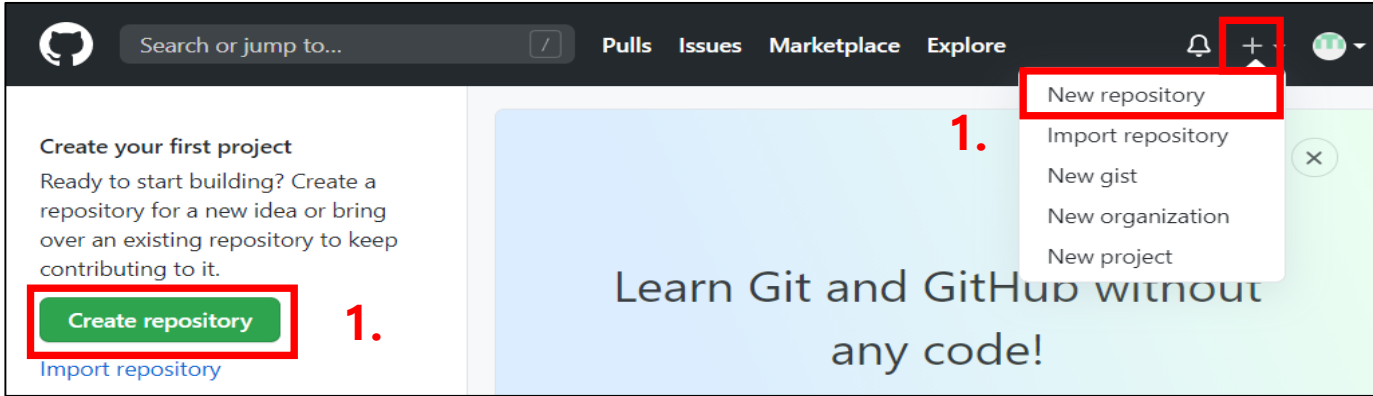 Search or jump to...
/
Pulls Issues Marketplace Explore
+
New repository
Import repository
New gist
New organization
New project
1.
Create your first project
Ready to start building? Create a
repository for a new idea or bring
over an existing repository to keep
contributing to it.
Create repository
1.
Import repository
Learn Git and GitHub without
any code!